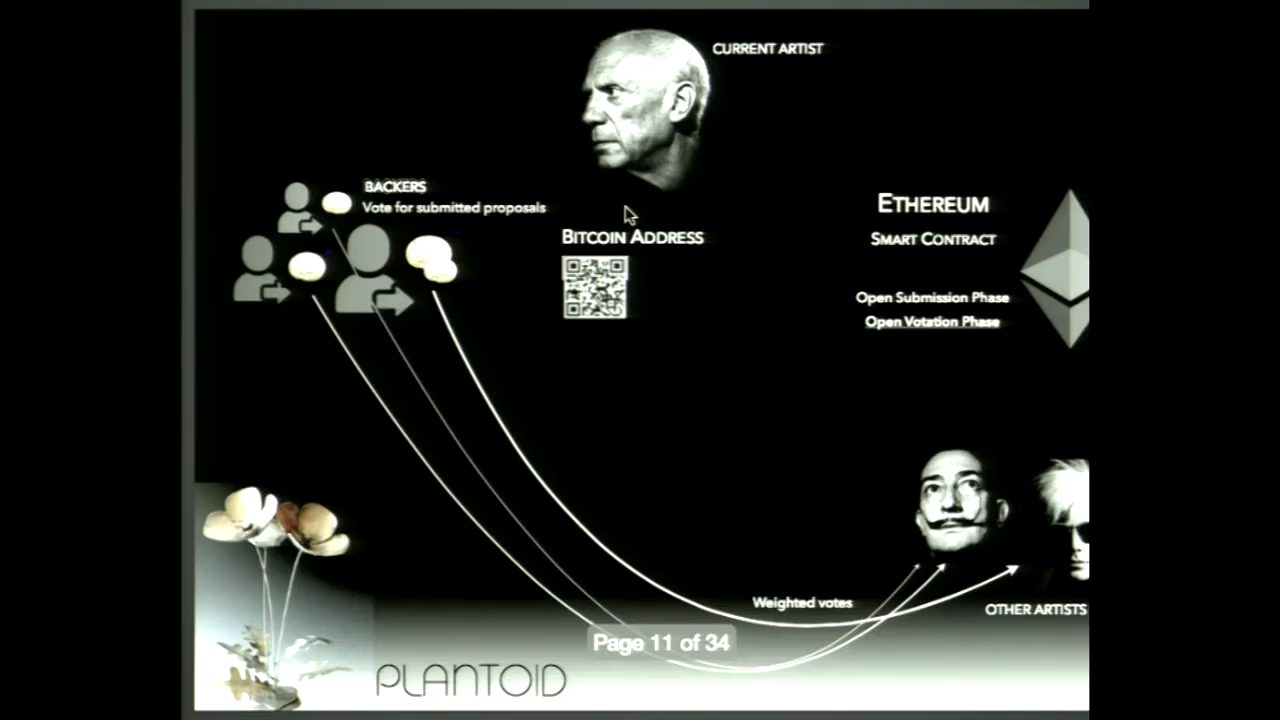 CURRENT ARTIST
BACKERS
Vote for submitted proposals
BITCOIN ADDRESS
ETHEREUM
SMART CONTRACT
Open Submission Phase
Open Votation Phase
Weighted votes
OTHER ARTISTS
Page 11 of 34
PLANTOID